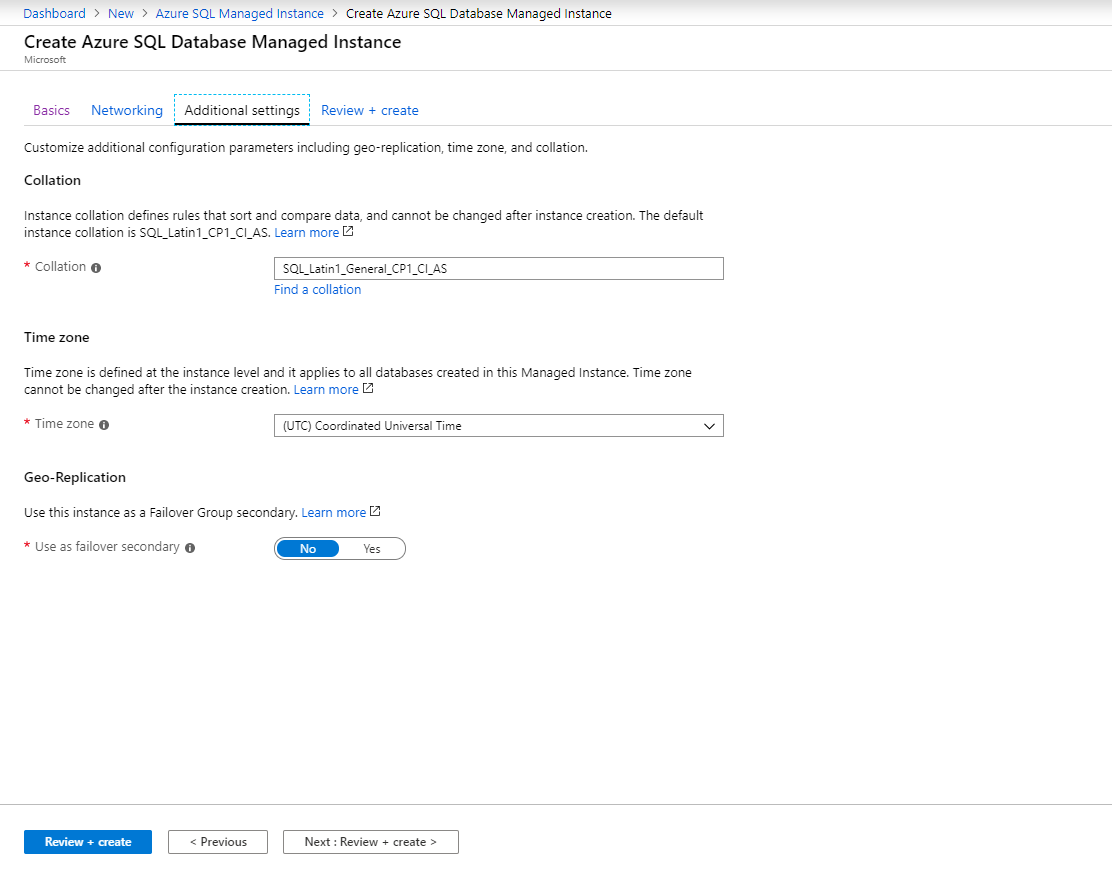 Dashboard > New > Azure SQL Managed Instance > Create Azure SQL Database Managed Instance
Create Azure SQL Database Managed Instance
Microsoft
Basics Networking Additional settings Review + create
Customize additional configuration parameters including geo-replication, time zone, and collation.
Collation
Instance collation defines rules that sort and compare data, and cannot be changed after instance creation. The default
instance collation is SQL_Latin1_CP1_CI_AS. Learn more
* Collation
SQL_Latin1_General_CP1_CI_AS
Find a collation
Time zone
Time zone is defined at the instance level and it applies to all databases created in this Managed Instance. Time zone
cannot be changed after the instance creation. Learn more
* Time zone
(UTC) Coordinated Universal Time
Geo-Replication
Use this instance as a Failover Group secondary. Learn more
* Use as failover secondary
No Yes
Review + create < Previous Next : Review + create >